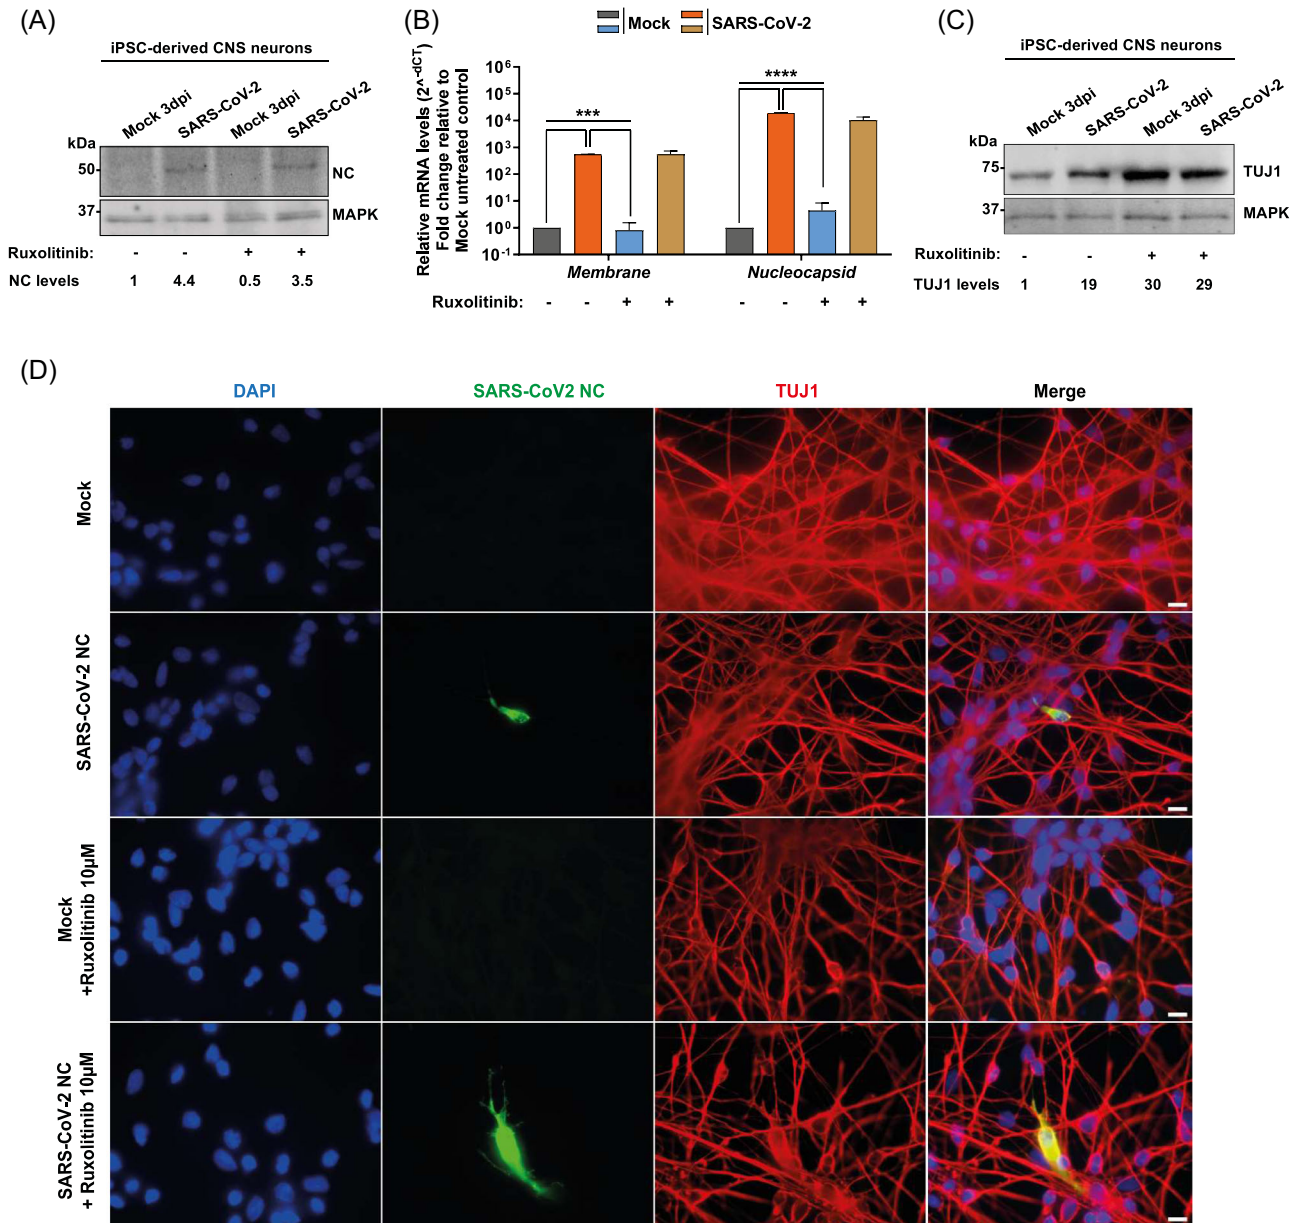 (A)
iPSC-derived CNS neurons
Mock 3dpi SARS-CoV-2 Mock 3dpi SARS-CoV-2
kDa
50 NC
37 MAPK
Ruxolitinib: - - + +
NC levels 1 4.4 0.5 3.5
(B)
Mock SARS-CoV-2
Relative mRNA levels (2^-dCT)
Fold change relative to
Mock untreated control
10⁶
10⁵
10⁴
10³
10²
10¹
10⁰
10⁻¹
*** ****
Membrane Nucleocapsid
Ruxolitinib: - - + + - - + +
(C)
iPSC-derived CNS neurons
Mock 3dpi SARS-CoV-2 Mock 3dpi SARS-CoV-2
kDa
75 TUJ1
37 MAPK
Ruxolitinib: - - + +
TUJ1 levels 1 19 30 29
(D)
DAPI SARS-CoV2 NC TUJ1 Merge
Mock
SARS-CoV-2 NC
Mock
+Ruxolitinib 10μM
SARS-CoV-2 NC
+ Ruxolitinib 10μM